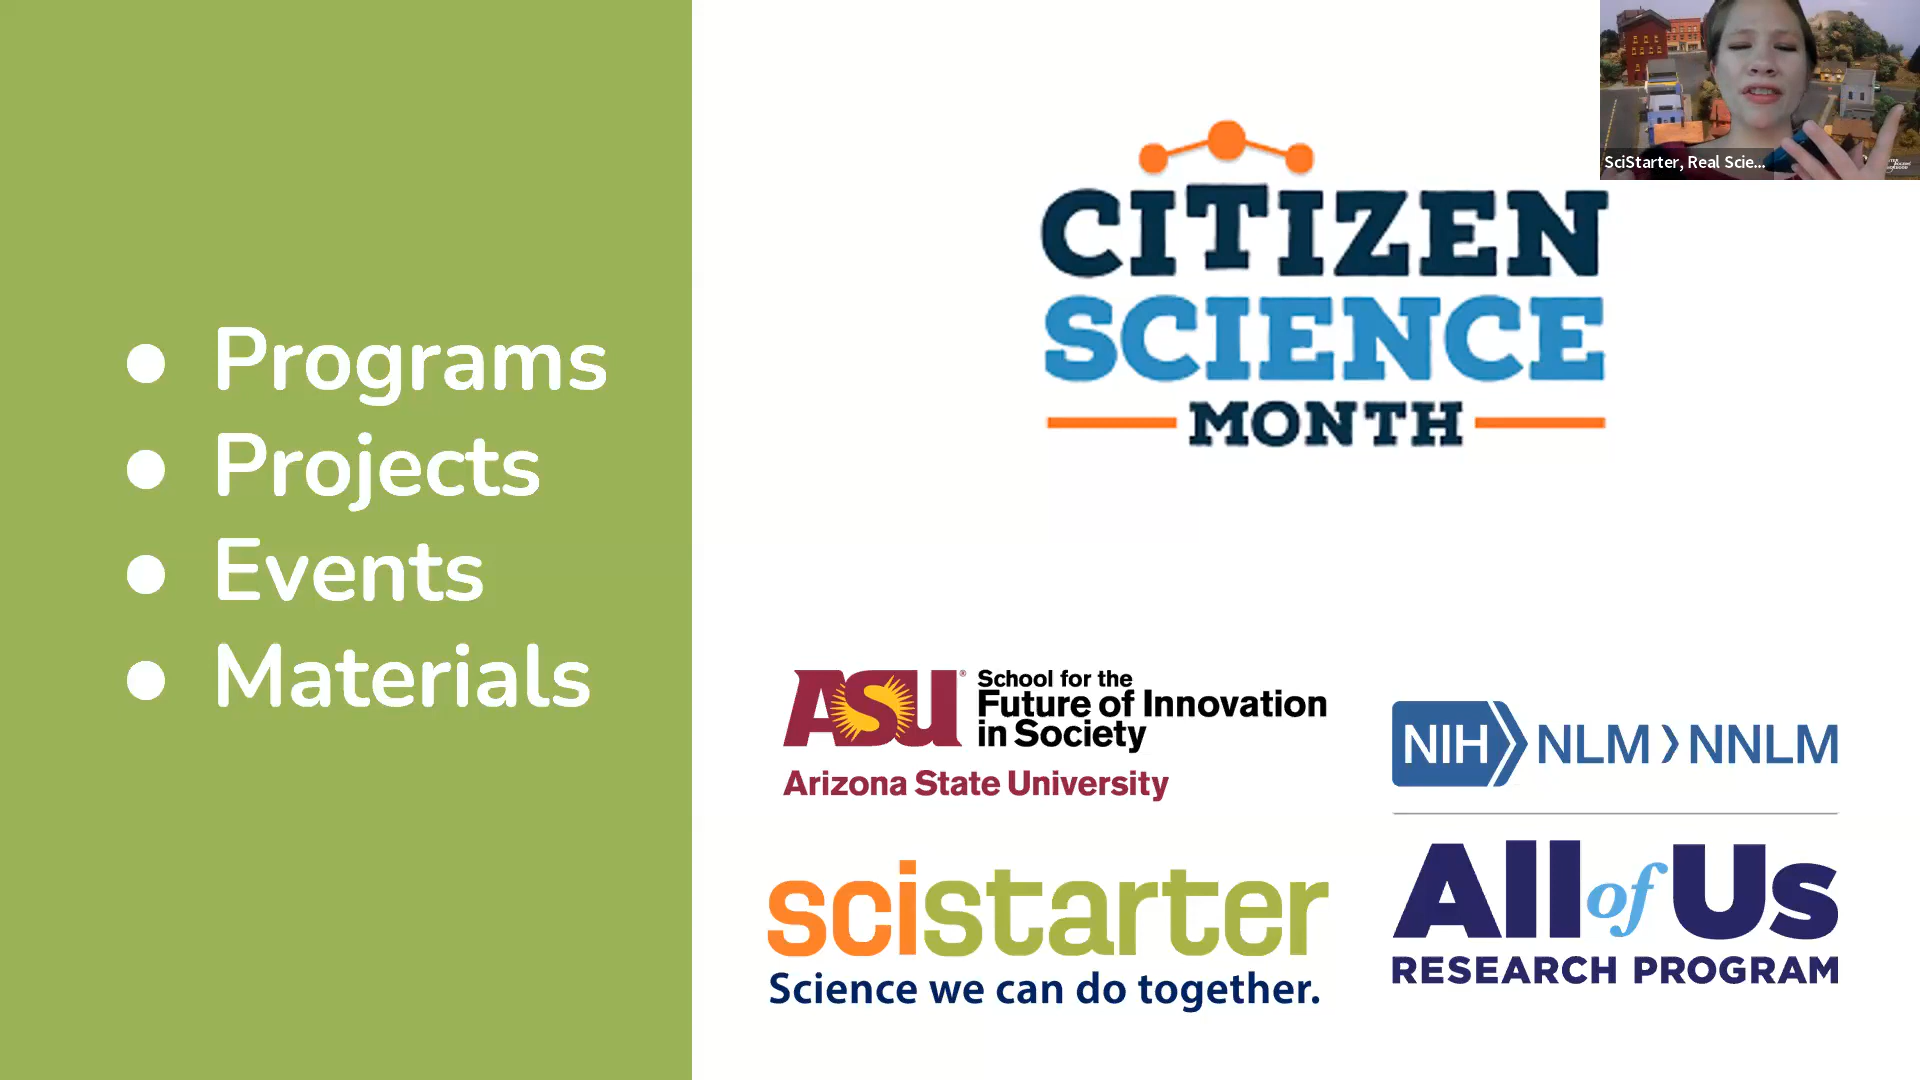 ● Programs
● Projects
● Events
● Materials
SciStarter, Real Scie...
CITIZEN
SCIENCE
MONTH
ASU® School for the
Future of Innovation
in Society
Arizona State University
NIH NLM NNLM
scistarter
Science we can do together.
All of Us
RESEARCH PROGRAM